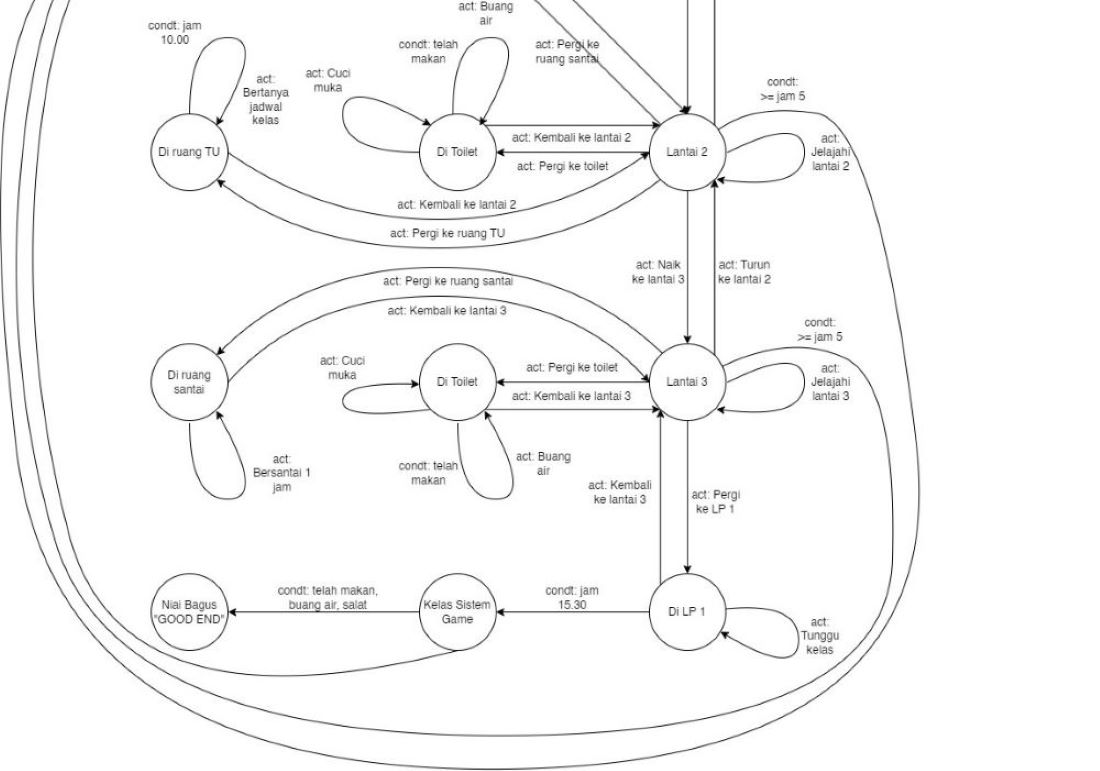 act: Buang
air
condt: jam
10.00
condt: telah
makan
act: Pergi ke
ruang santai
act: Cuci
muka
act:
Bertanya
jadwal
kelas
condt:
>= jam 5
Di ruang TU
Di Toilet
act: Kembali ke lantai 2
act: Pergi ke toilet
Lantai 2
act:
Jelajahi
lantai 2
act: Kembali ke lantai 2
act: Pergi ke ruang TU
act: Naik
ke lantai 3
act: Turun
ke lantai 2
act: Pergi ke ruang santai
act: Kembali ke lantai 3
condt:
>= jam 5
Di ruang
santai
act: Cuci
muka
Di Toilet
act: Pergi ke toilet
act: Kembali ke lantai 3
Lantai 3
act:
Jelajahi
lantai 3
act:
Bersantai 1
jam
condt: telah
makan
act: Buang
air
act: Kembali
ke lantai 3
act: Pergi
ke LP 1
Niai Bagus
"GOOD END"
condt: telah makan,
buang air, salat
Kelas Sistem
Game
condt: jam
15.30
Di LP 1
act:
Tunggu
kelas